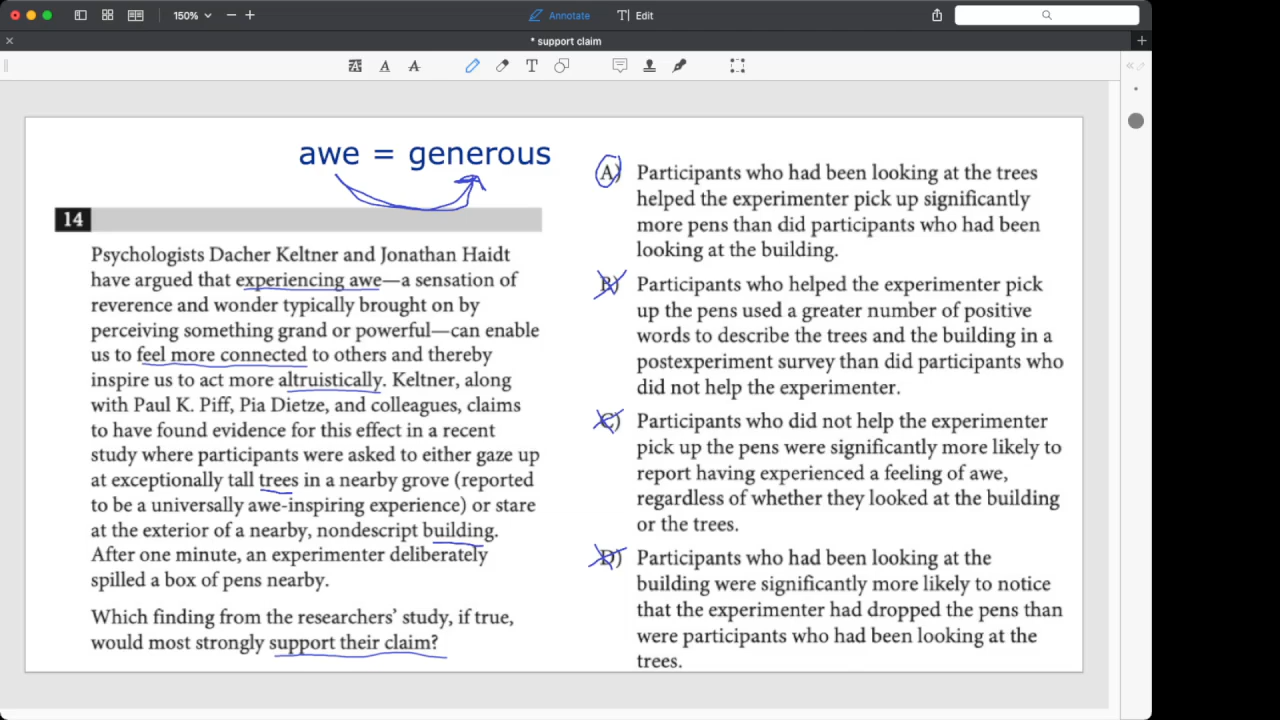 150%
Annotate
Edit
* support claim
awe = generous
14
Psychologists Dacher Keltner and Jonathan Haidt
have argued that experiencing awe—a sensation of
reverence and wonder typically brought on by
perceiving something grand or powerful—can enable
us to feel more connected to others and thereby
inspire us to act more altruistically. Keltner, along
with Paul K. Piff, Pia Dietze, and colleagues, claims
to have found evidence for this effect in a recent
study where participants were asked to either gaze up
at exceptionally tall trees in a nearby grove (reported
to be a universally awe-inspiring experience) or stare
at the exterior of a nearby, nondescript building.
After one minute, an experimenter deliberately
spilled a box of pens nearby.
Which finding from the researchers' study, if true,
would most strongly support their claim?
A) Participants who had been looking at the trees
helped the experimenter pick up significantly
more pens than did participants who had been
looking at the building.
B) Participants who helped the experimenter pick
up the pens used a greater number of positive
words to describe the trees and the building in a
postexperiment survey than did participants who
did not help the experimenter.
C) Participants who did not help the experimenter
pick up the pens were significantly more likely to
report having experienced a feeling of awe,
regardless of whether they looked at the building
or the trees.
D) Participants who had been looking at the
building were significantly more likely to notice
that the experimenter had dropped the pens than
were participants who had been looking at the
trees.